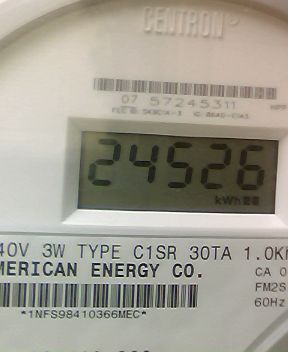 CENTRON
07 57245311
24526
kWh
40V 3W TYPE C1SR 30TA 1.0Kh
MERICAN ENERGY CO.
CA 0
FM2S
60Hz
*1NFS98410366MEC*